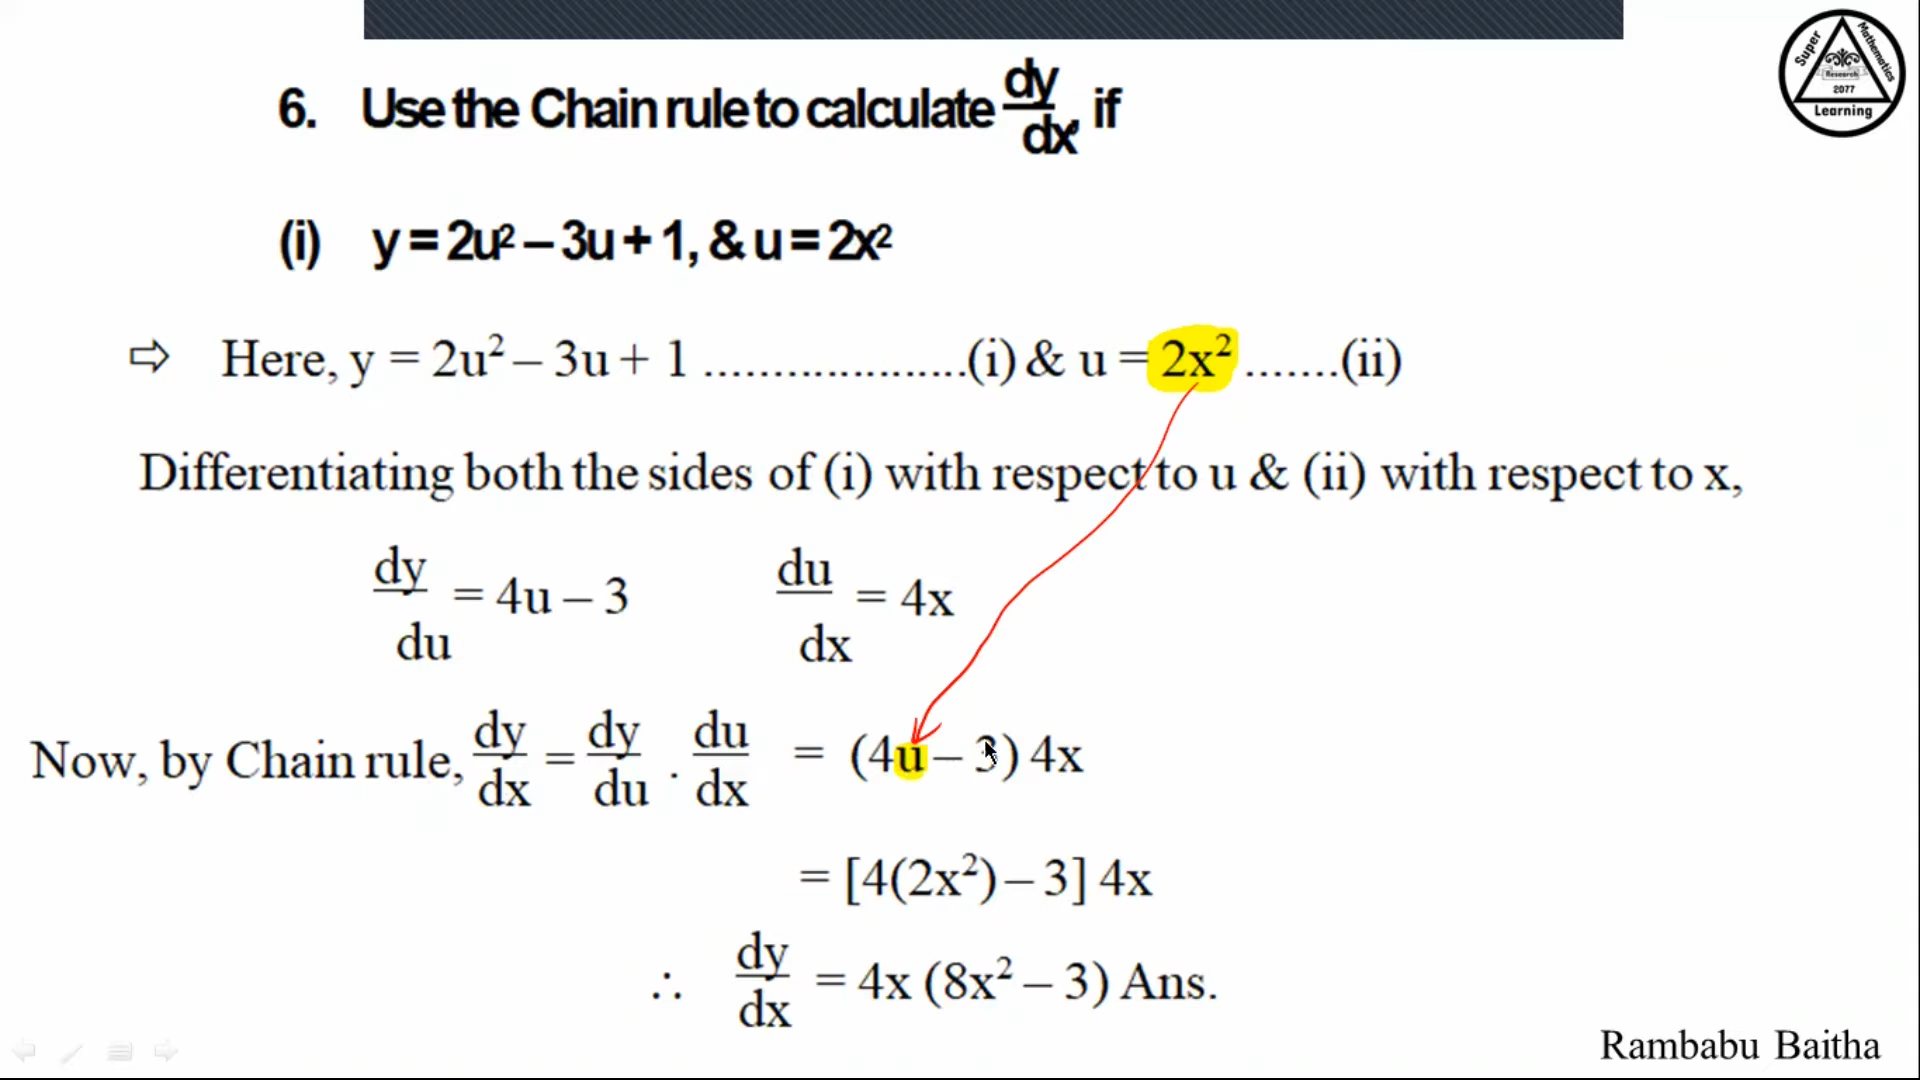 Super Mathematics
Research
2077
Learning
6. Use the Chain rule to calculate dy/dx, if
(i) y = 2u² – 3u + 1, & u = 2x²
⇨ Here, y = 2u² – 3u + 1 ...................(i) & u = 2x² .......(ii)
Differentiating both the sides of (i) with respect to u & (ii) with respect to x,
dy/du = 4u – 3 du/dx = 4x
Now, by Chain rule, dy/dx = dy/du . du/dx = (4u – 3) 4x
= [4(2x²) – 3] 4x
∴ dy/dx = 4x (8x² – 3) Ans.
Rambabu Baitha